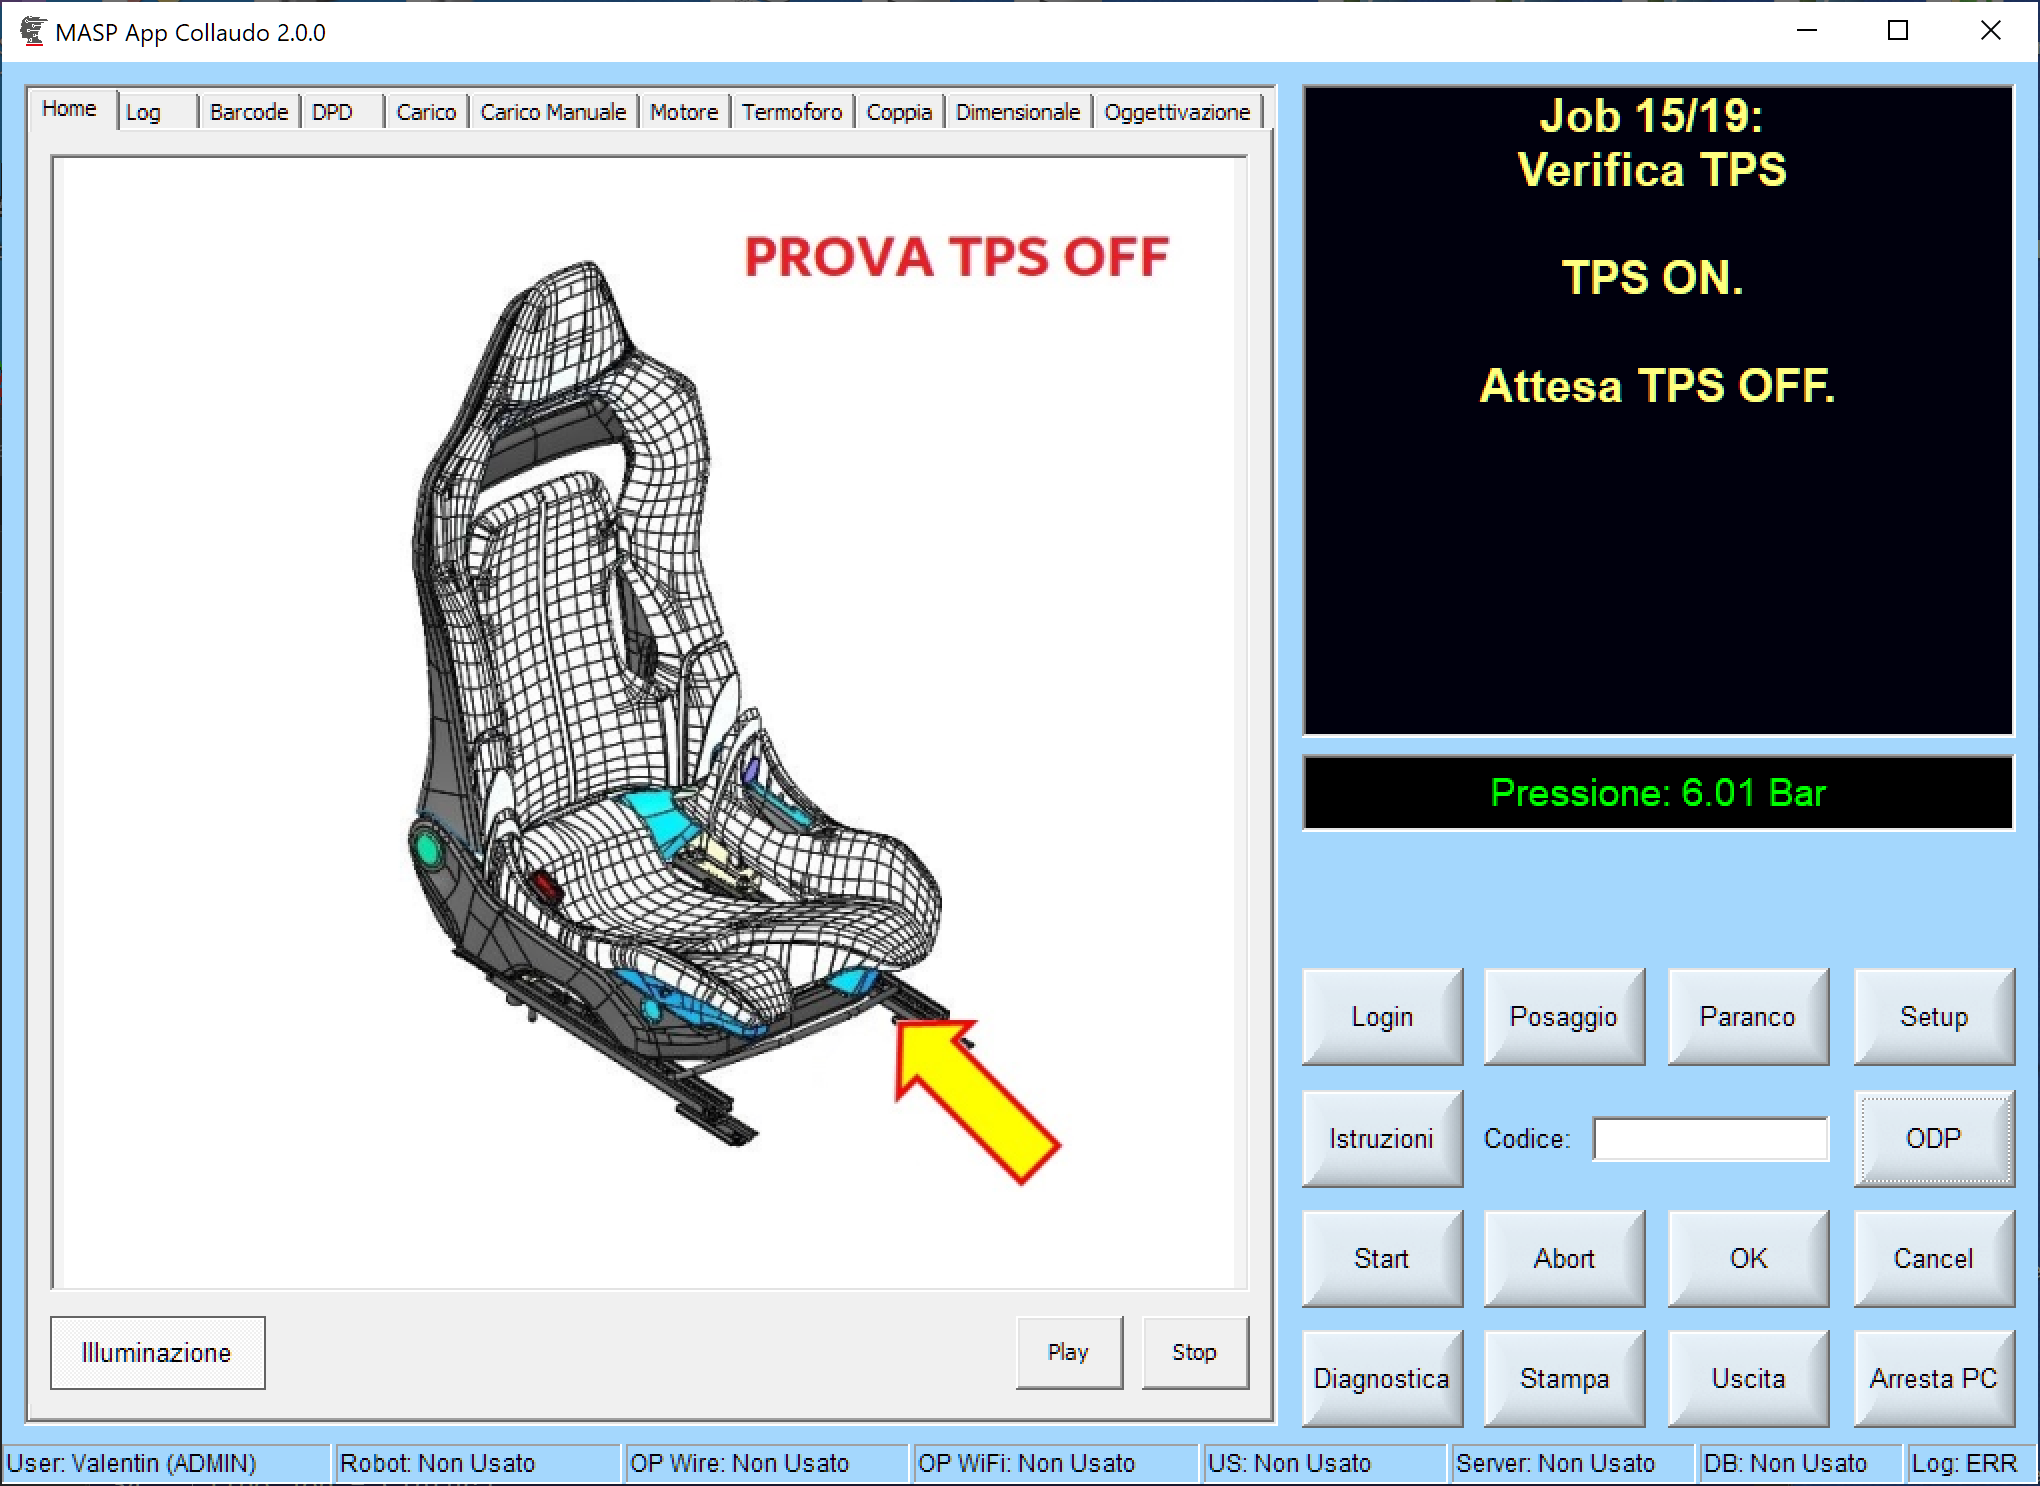 MASP App Collaudo 2.0.0
Home Log Barcode DPD Carico Carico Manuale Motore Termoforo Coppia Dimensionale Oggettivazione
PROVA TPS OFF
Job 15/19:
Verifica TPS
TPS ON.
Attesa TPS OFF.
Pressione: 6.01 Bar
Login Posaggio Paranco Setup
Istruzioni Codice: ODP
Start Abort OK Cancel
Illuminazione Play Stop
Diagnostica Stampa Uscita Arresta PC
User: Valentin (ADMIN) Robot: Non Usato OP Wire: Non Usato OP WiFi: Non Usato US: Non Usato Server: Non Usato DB: Non Usato Log: ERR